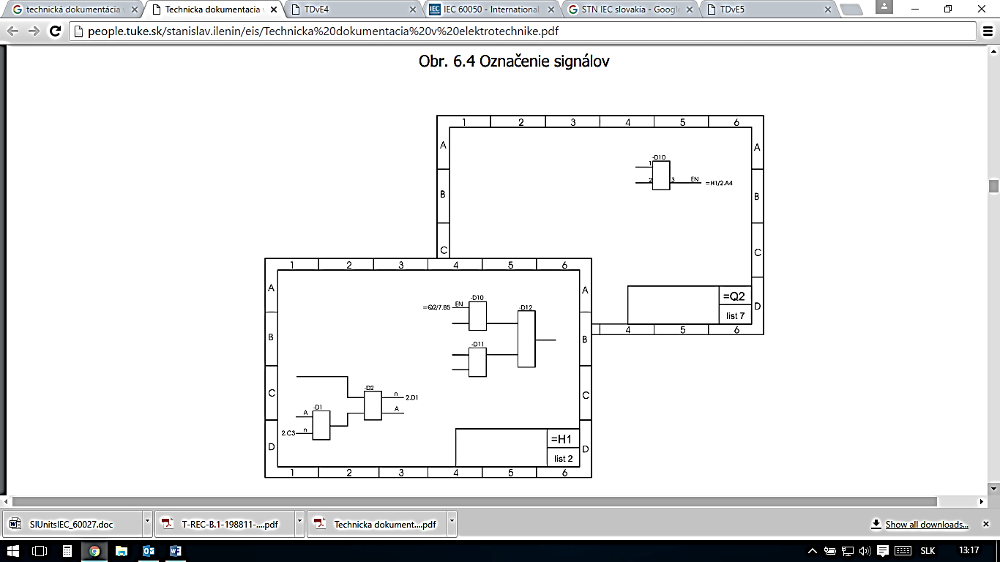 technická dokumentácia v
Technicka dokumentacia v
TDvE4
IEC 60050 - International
STN IEC slovakia - Google
TDvE5
people.tuke.sk/stanislav.ilenin/eis/Technicka%20dokumentacia%20v%20elektrotechnike.pdf
Obr. 6.4 Označenie signálov
1 2 3 4 5 6
A A
-D10
1
2 3 EN =H1/2.A4
B B
C C
=Q2
D
list 7
4 5 6
1 2 3 4 5 6
A A
-D10
=Q2/7.B5 EN
-D12
B B
-D11
C C
-D2
n 2.D1
-D1
A A
2.C3 n
=H1
D D
list 2
1 2 3 4 5 6
SIUnitsIEC_60027.doc
T-REC-B.1-198811-....pdf
Technicka dokument....pdf
Show all downloads...
SLK
13:17